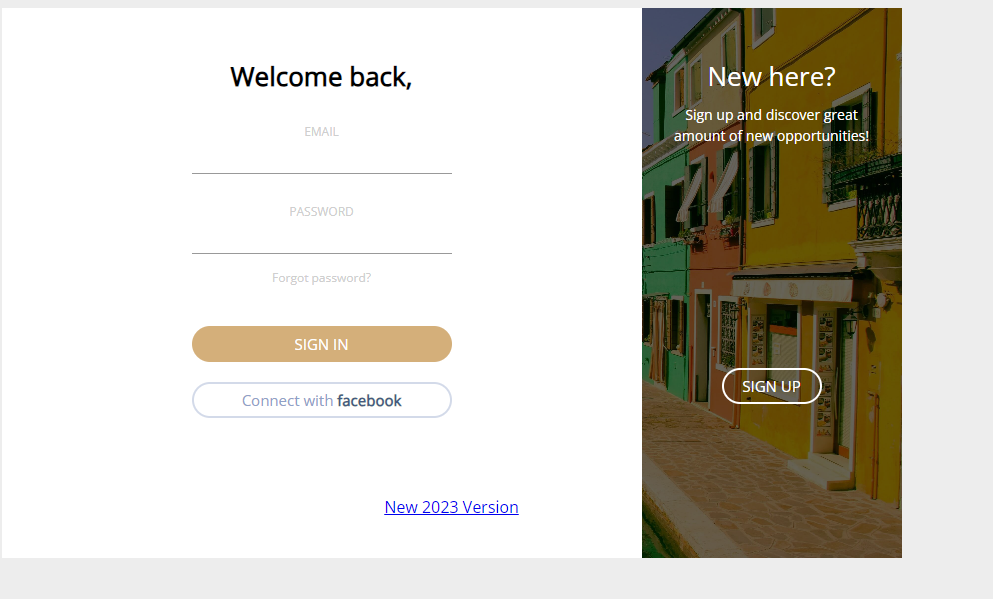 Welcome back,
EMAIL
PASSWORD
Forgot password?
SIGN IN
Connect with facebook
New 2023 Version
New here?
Sign up and discover great
amount of new opportunities!
SIGN UP